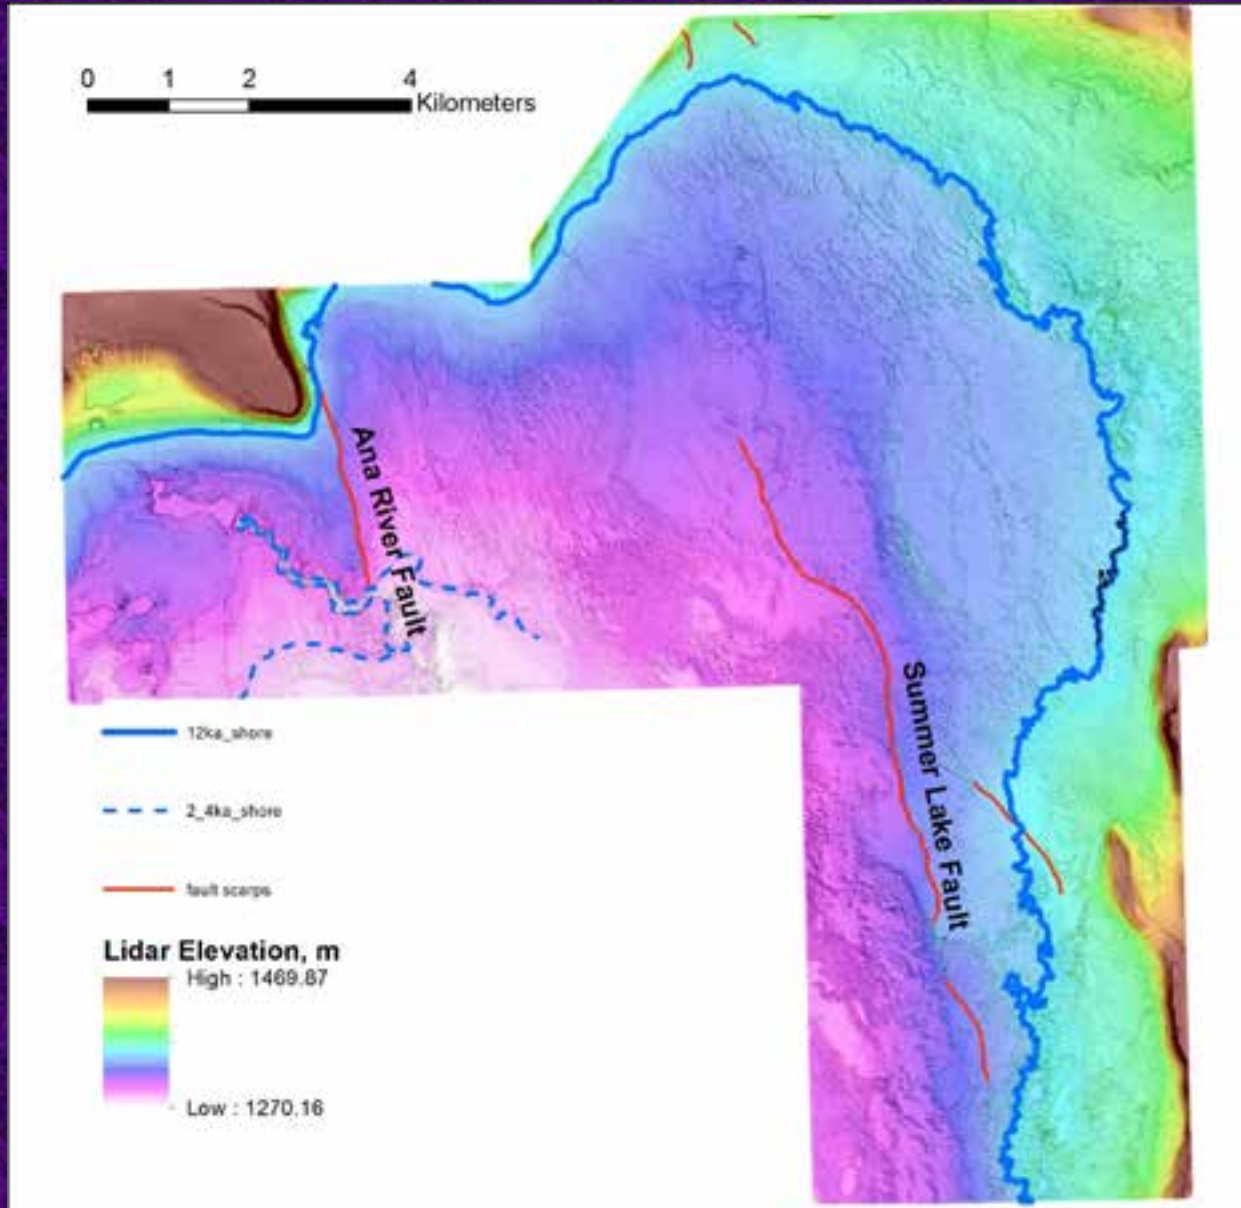 0 1 2 4
Kilometers
Ana River Fault
Summer Lake Fault
12ka_shore
2_4ka_shore
fault scarps
Lidar Elevation, m
High : 1469.87
Low : 1270.16